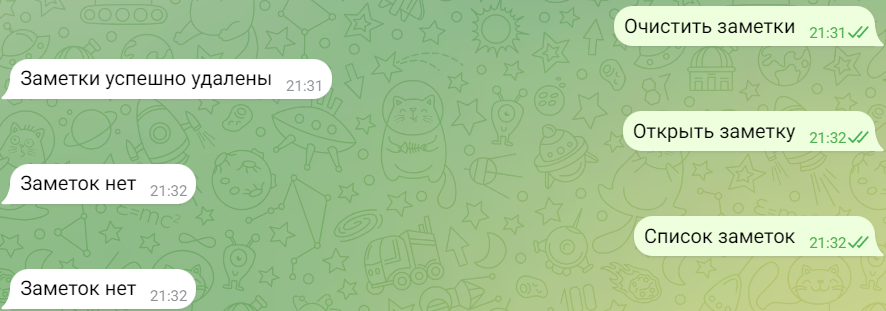 Очистить заметки 21:31
Заметки успешно удалены 21:31
Открыть заметку 21:32
Заметок нет 21:32
Список заметок 21:32
Заметок нет 21:32